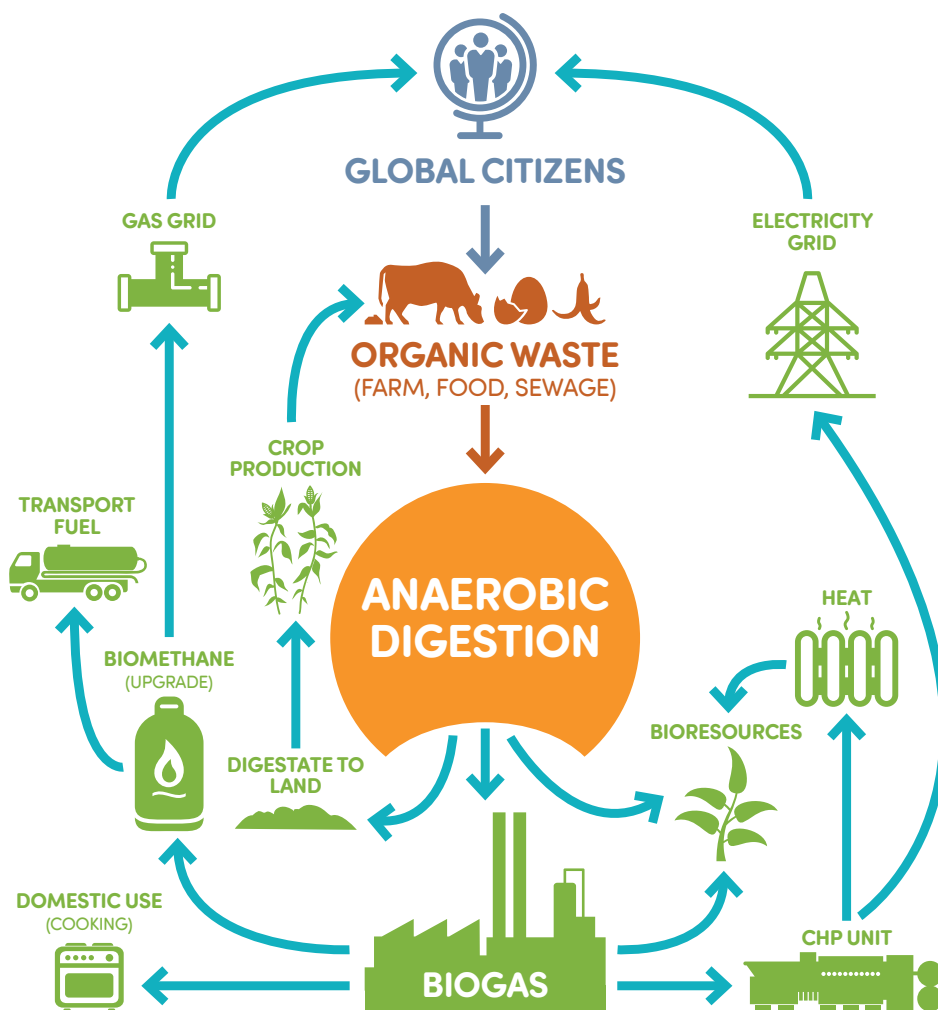 GLOBAL CITIZENS
GAS GRID
ELECTRICITY
GRID
ORGANIC WASTE
(FARM, FOOD, SEWAGE)
CROP
PRODUCTION
TRANSPORT
FUEL
ANAEROBIC
DIGESTION
HEAT
BIOMETHANE
(UPGRADE)
BIORESOURCES
DIGESTATE TO
LAND
DOMESTIC USE
(COOKING)
CHP UNIT
BIOGAS